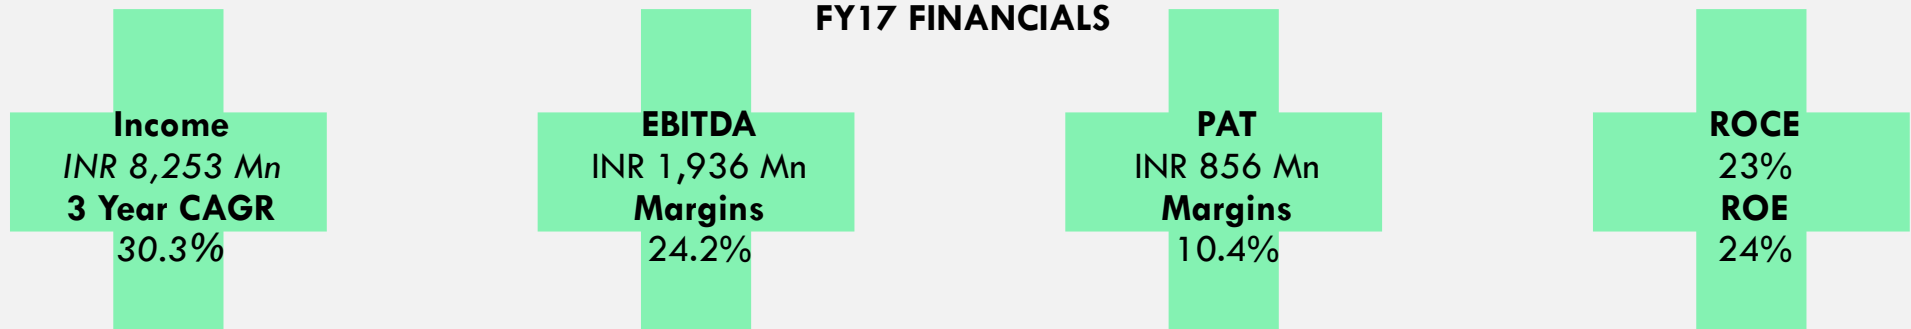 FY17 FINANCIALS
Income
INR 8,253 Mn
3 Year CAGR
30.3%
EBITDA
INR 1,936 Mn
Margins
24.2%
PAT
INR 856 Mn
Margins
10.4%
ROCE
23%
ROE
24%